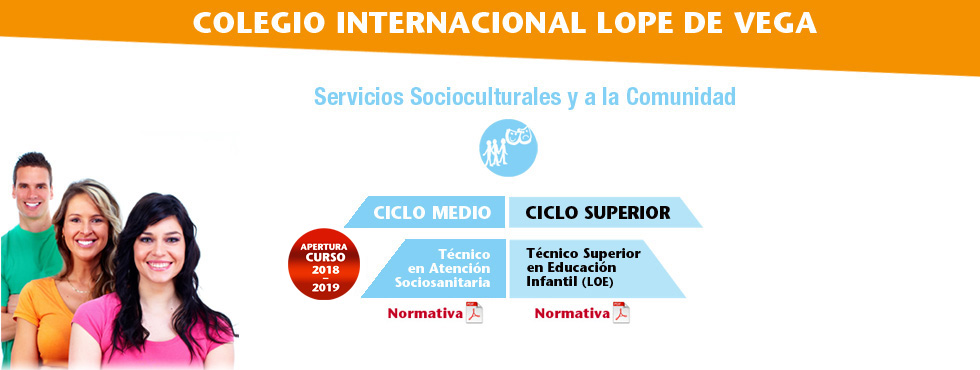 COLEGIO INTERNACIONAL LOPE DE VEGA
Servicios Socioculturales y a la Comunidad
CICLO MEDIO
CICLO SUPERIOR
APERTURA
CURSO
2018
–
2019
Técnico
en Atención
Sociosanitaria
Técnico Superior
en Educación
Infantil (LOE)
Normativa
Normativa